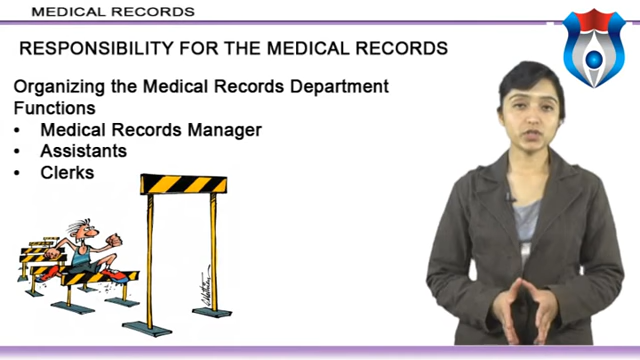 MEDICAL RECORDS
RESPONSIBILITY FOR THE MEDICAL RECORDS
Organizing the Medical Records Department
Functions
• Medical Records Manager
• Assistants
• Clerks